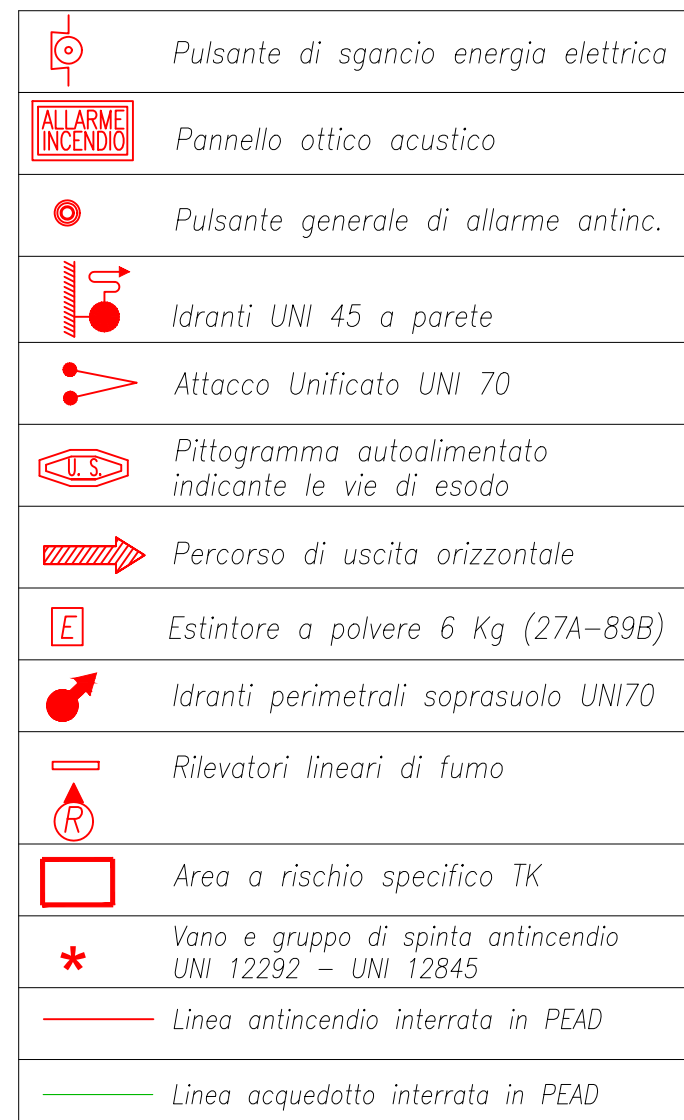 Pulsante di sgancio energia elettrica
ALLARME
INCENDIO
Pannello ottico acustico
Pulsante generale di allarme antinc.
Idranti UNI 45 a parete
Attacco Unificato UNI 70
U. S.
Pittogramma autoalimentato
indicante le vie di esodo
Percorso di uscita orizzontale
E
Estintore a polvere 6 Kg (27A-89B)
Idranti perimetrali soprasuolo UNI70
Rilevatori lineari di fumo
R
Area a rischio specifico TK
*
Vano e gruppo di spinta antincendio
UNI 12292 - UNI 12845
Linea antincendio interrata in PEAD
Linea acquedotto interrata in PEAD